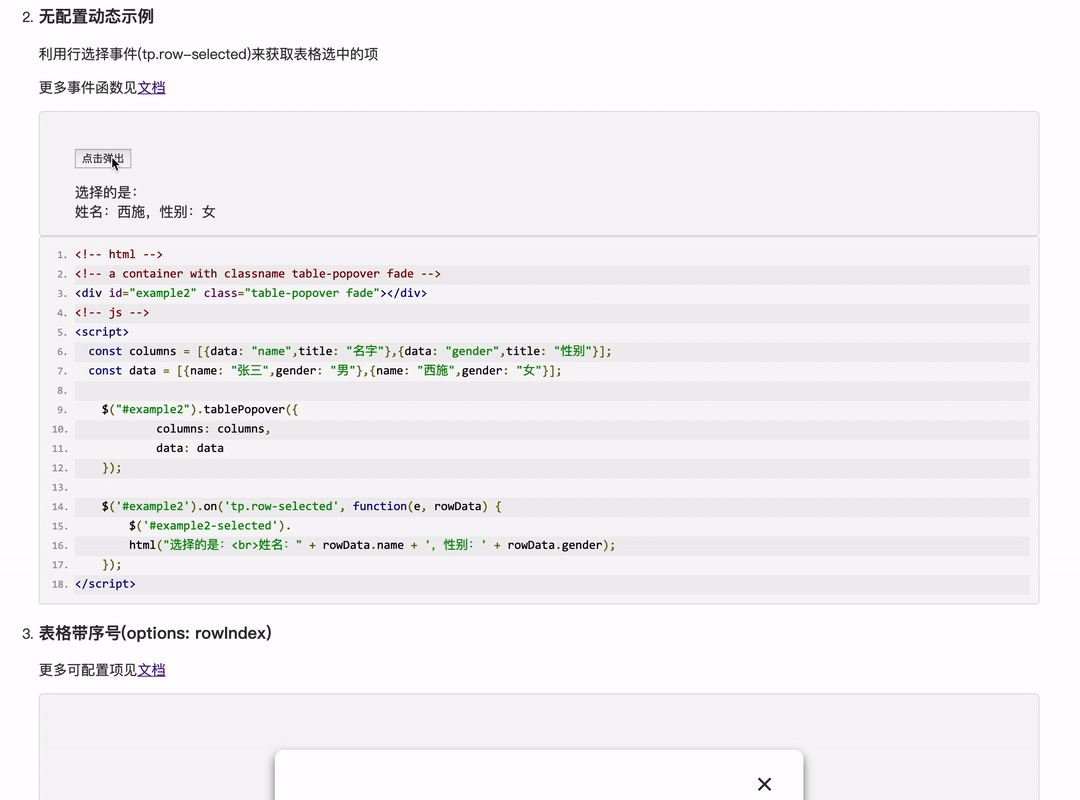 2. 无配置动态示例
利用行选择事件(tp.row-selected)来获取表格选中的项
更多事件函数见文档
点击弹出
选择的是：
姓名：西施，性别：女
1. <!-- html -->
2. <!-- a container with classname table-popover fade -->
3. <div id="example2" class="table-popover fade"></div>
4. <!-- js -->
5. <script>
6. const columns = [{data: "name",title: "名字"},{data: "gender",title: "性别"}];
7. const data = [{name: "张三",gender: "男"},{name: "西施",gender: "女"}];
8.
9. $("#example2").tablePopover({
10. columns: columns,
11. data: data
12. });
13.
14. $('#example2').on('tp.row-selected', function(e, rowData) {
15. $('#example2-selected').
16. html("选择的是：<br>姓名：" + rowData.name + '，性别：' + rowData.gender);
17. });
18. </script>
3. 表格带序号(options: rowIndex)
更多可配置项见文档